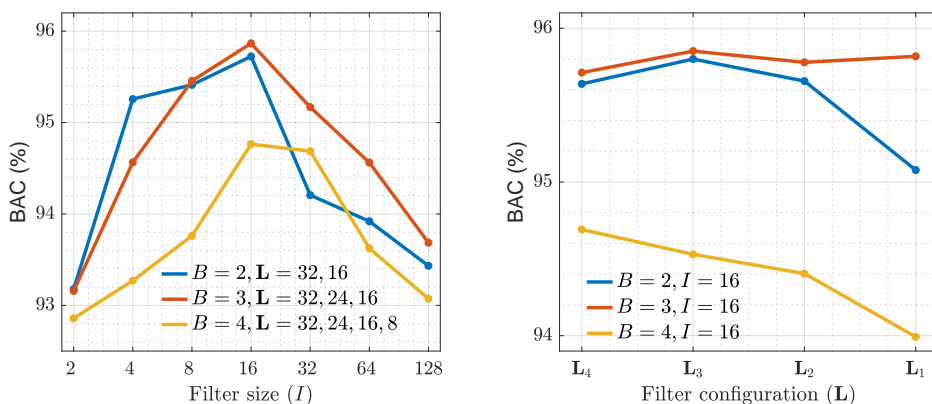 BAC (%)
96
95
94
93
2 4 8 16 32 64 128
Filter size (I)
B = 2, L = 32, 16
B = 3, L = 32, 24, 16
B = 4, L = 32, 24, 16, 8
BAC (%)
96
95
94
L₄ L₃ L₂ L₁
Filter configuration (L)
B = 2, I = 16
B = 3, I = 16
B = 4, I = 16